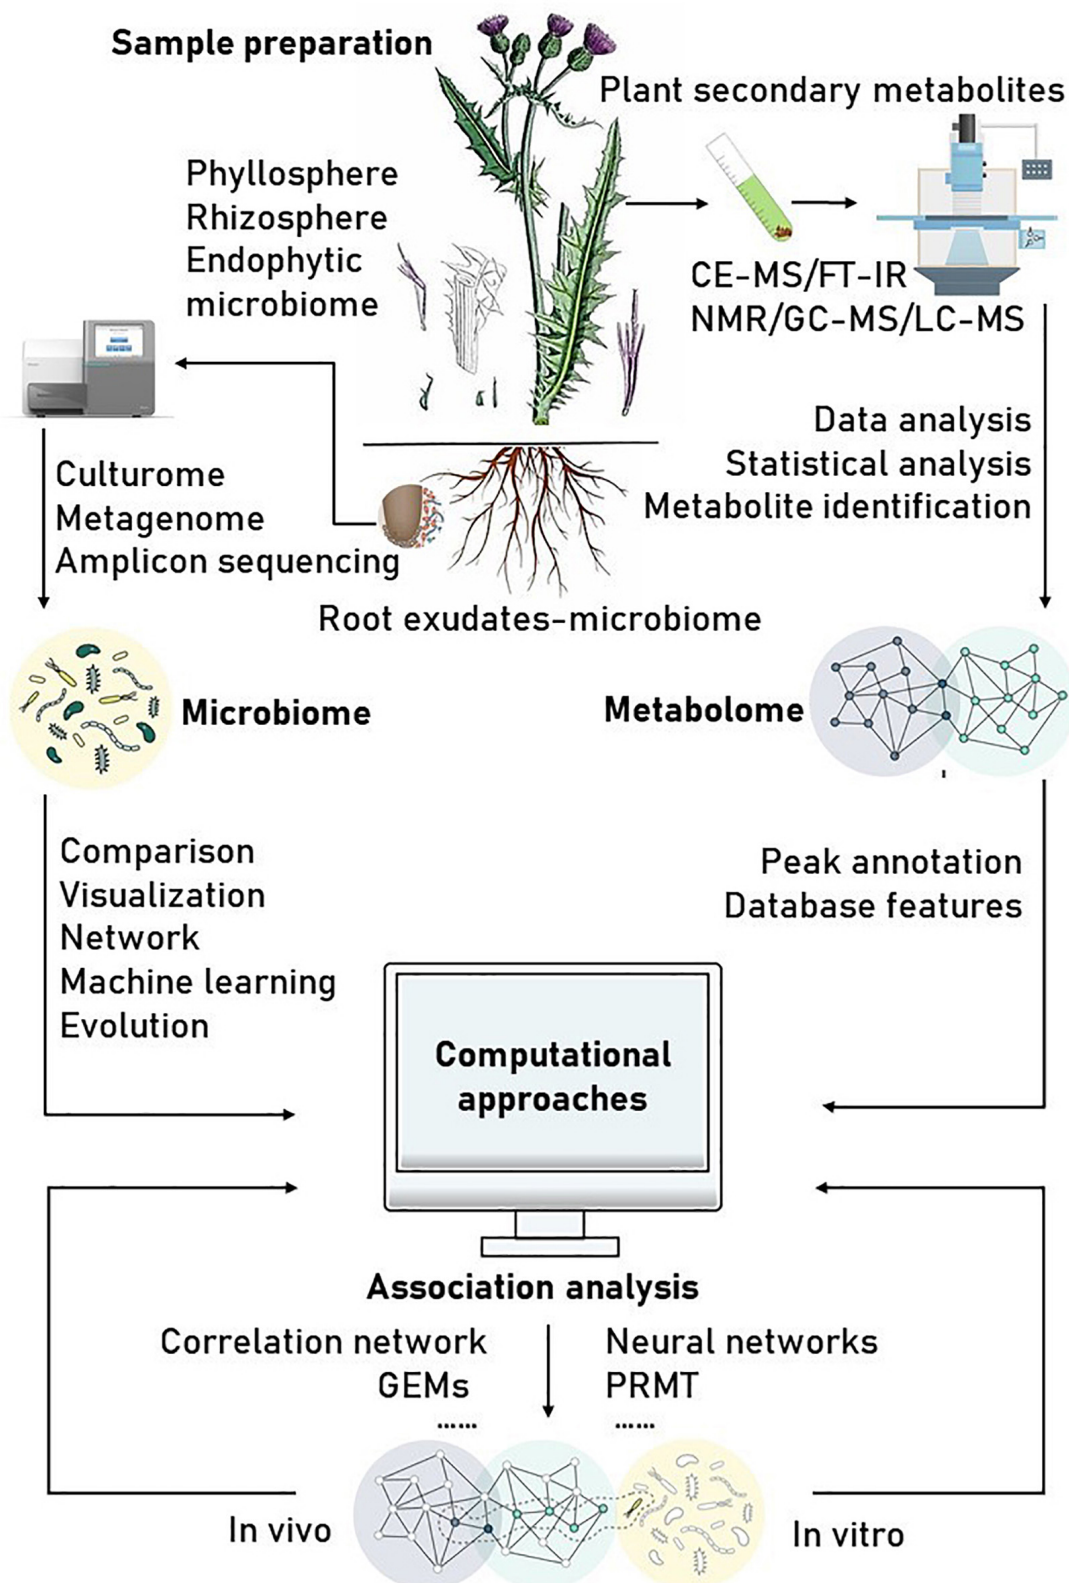 Sample preparation
Plant secondary metabolites
Phyllosphere
Rhizosphere
Endophytic
microbiome
CE-MS/FT-IR
NMR/GC-MS/LC-MS
Data analysis
Statistical analysis
Metabolite identification
Culturome
Metagenome
Amplicon sequencing
Root exudates-microbiome
Microbiome
Metabolome
Comparison
Visualization
Network
Machine learning
Evolution
Peak annotation
Database features
Computational
approaches
Association analysis
Correlation network
GEMs
......
Neural networks
PRMT
......
In vivo
In vitro